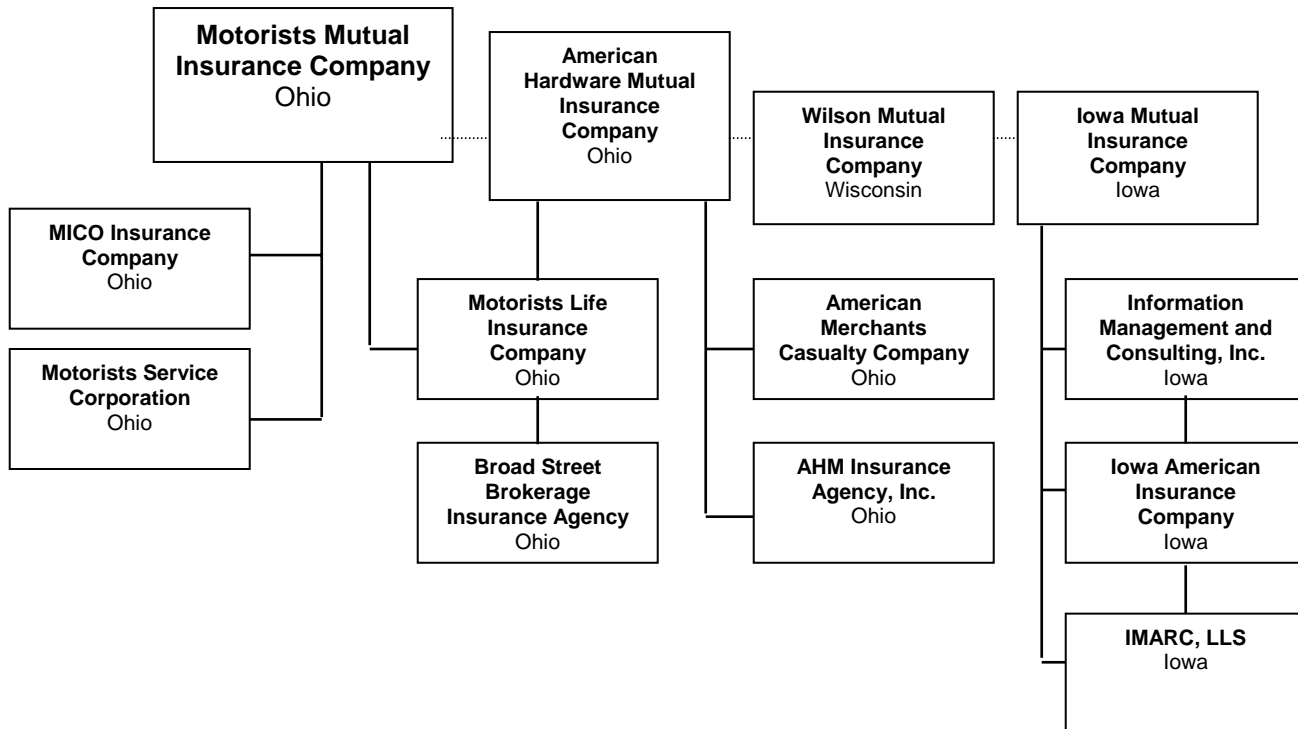 Motorists Mutual
Insurance Company
Ohio
American
Hardware Mutual
Insurance
Company
Ohio
Wilson Mutual
Insurance
Company
Wisconsin
Iowa Mutual
Insurance
Company
Iowa
MICO Insurance
Company
Ohio
Motorists Life
Insurance
Company
Ohio
American
Merchants
Casualty Company
Ohio
Information
Management and
Consulting, Inc.
Iowa
Motorists Service
Corporation
Ohio
Broad Street
Brokerage
Insurance Agency
Ohio
AHM Insurance
Agency, Inc.
Ohio
Iowa American
Insurance
Company
Iowa
IMARC, LLS
Iowa